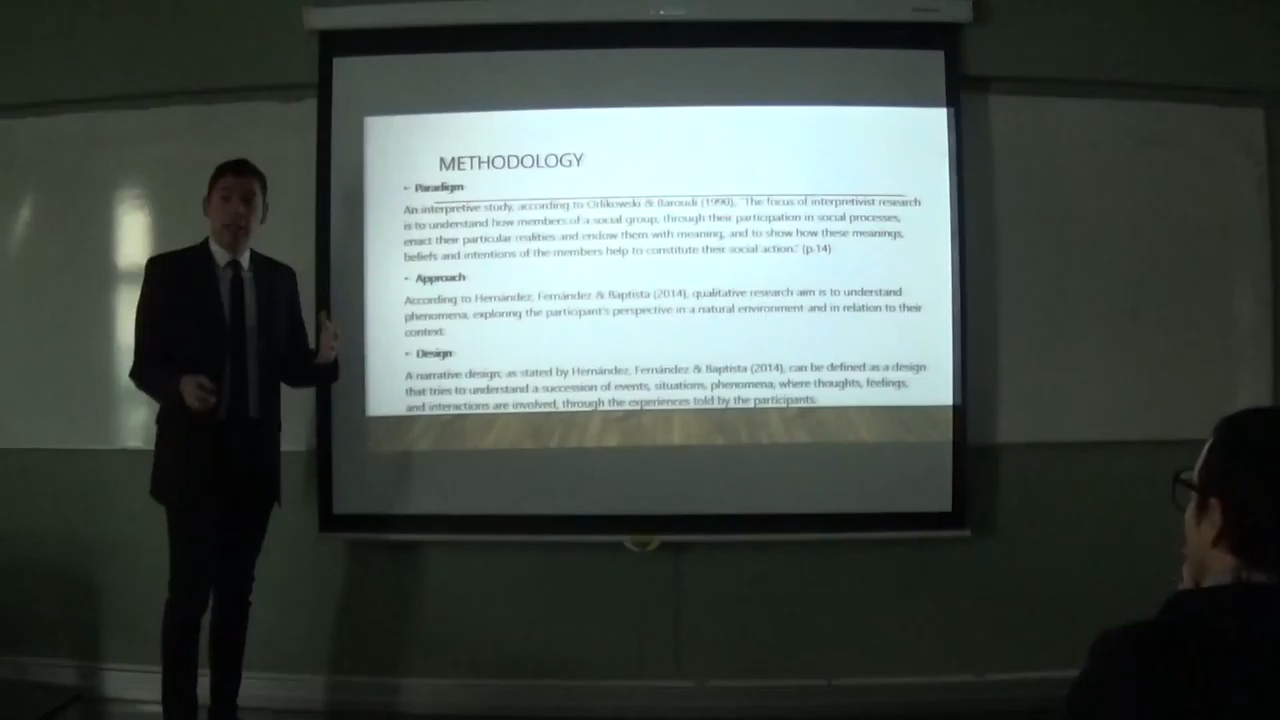 METHODOLOGY
- Paradigm
An interpretive study, according to Orlikowski & Baroudi (1990), "The focus of interpretivist research
is to understand how members of a social group, through their participation in social processes,
enact their particular realities and endow them with meaning, and to show how these meanings,
beliefs and intentions of the members help to constitute their social action." (p.14)
- Approach
According to Hernández, Fernández & Baptista (2014), qualitative research aim is to understand
phenomena, exploring the participant's perspective in a natural environment and in relation to their
context.
- Design
A narrative design, as stated by Hernández, Fernández & Baptista (2014), can be defined as a design
that tries to understand a succession of events, situations, phenomena, where thoughts, feelings,
and interactions are involved, through the experiences told by the participants.